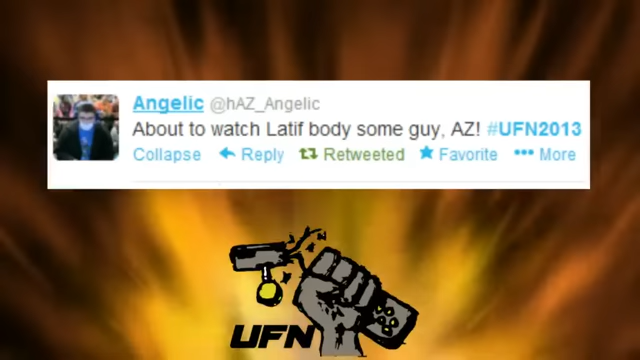 Angelic @hAZ_Angelic
About to watch Latif body some guy, AZ! #UFN2013
Collapse Reply Retweeted Favorite More
UFN